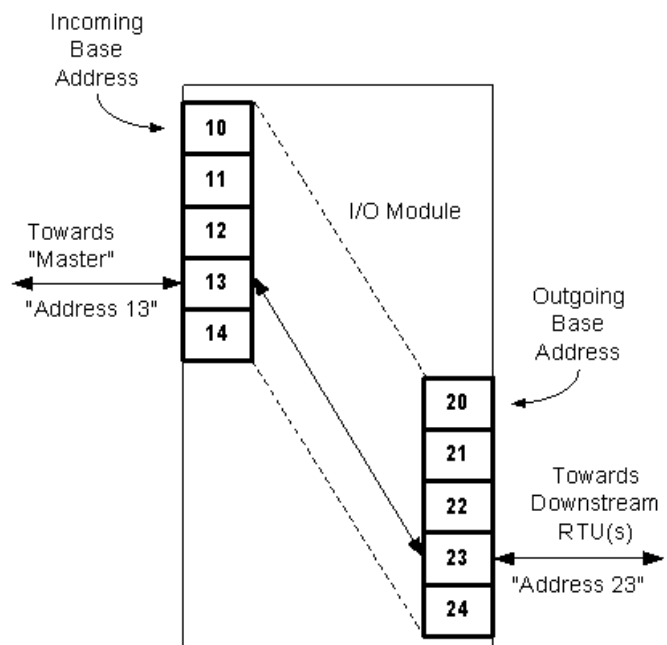 Incoming
Base
Address
10
11
12
13
14
I/O Module
Towards
"Master"
"Address 13"
Outgoing
Base
Address
20
21
22
23
24
Towards
Downstream
RTU(s)
"Address 23"